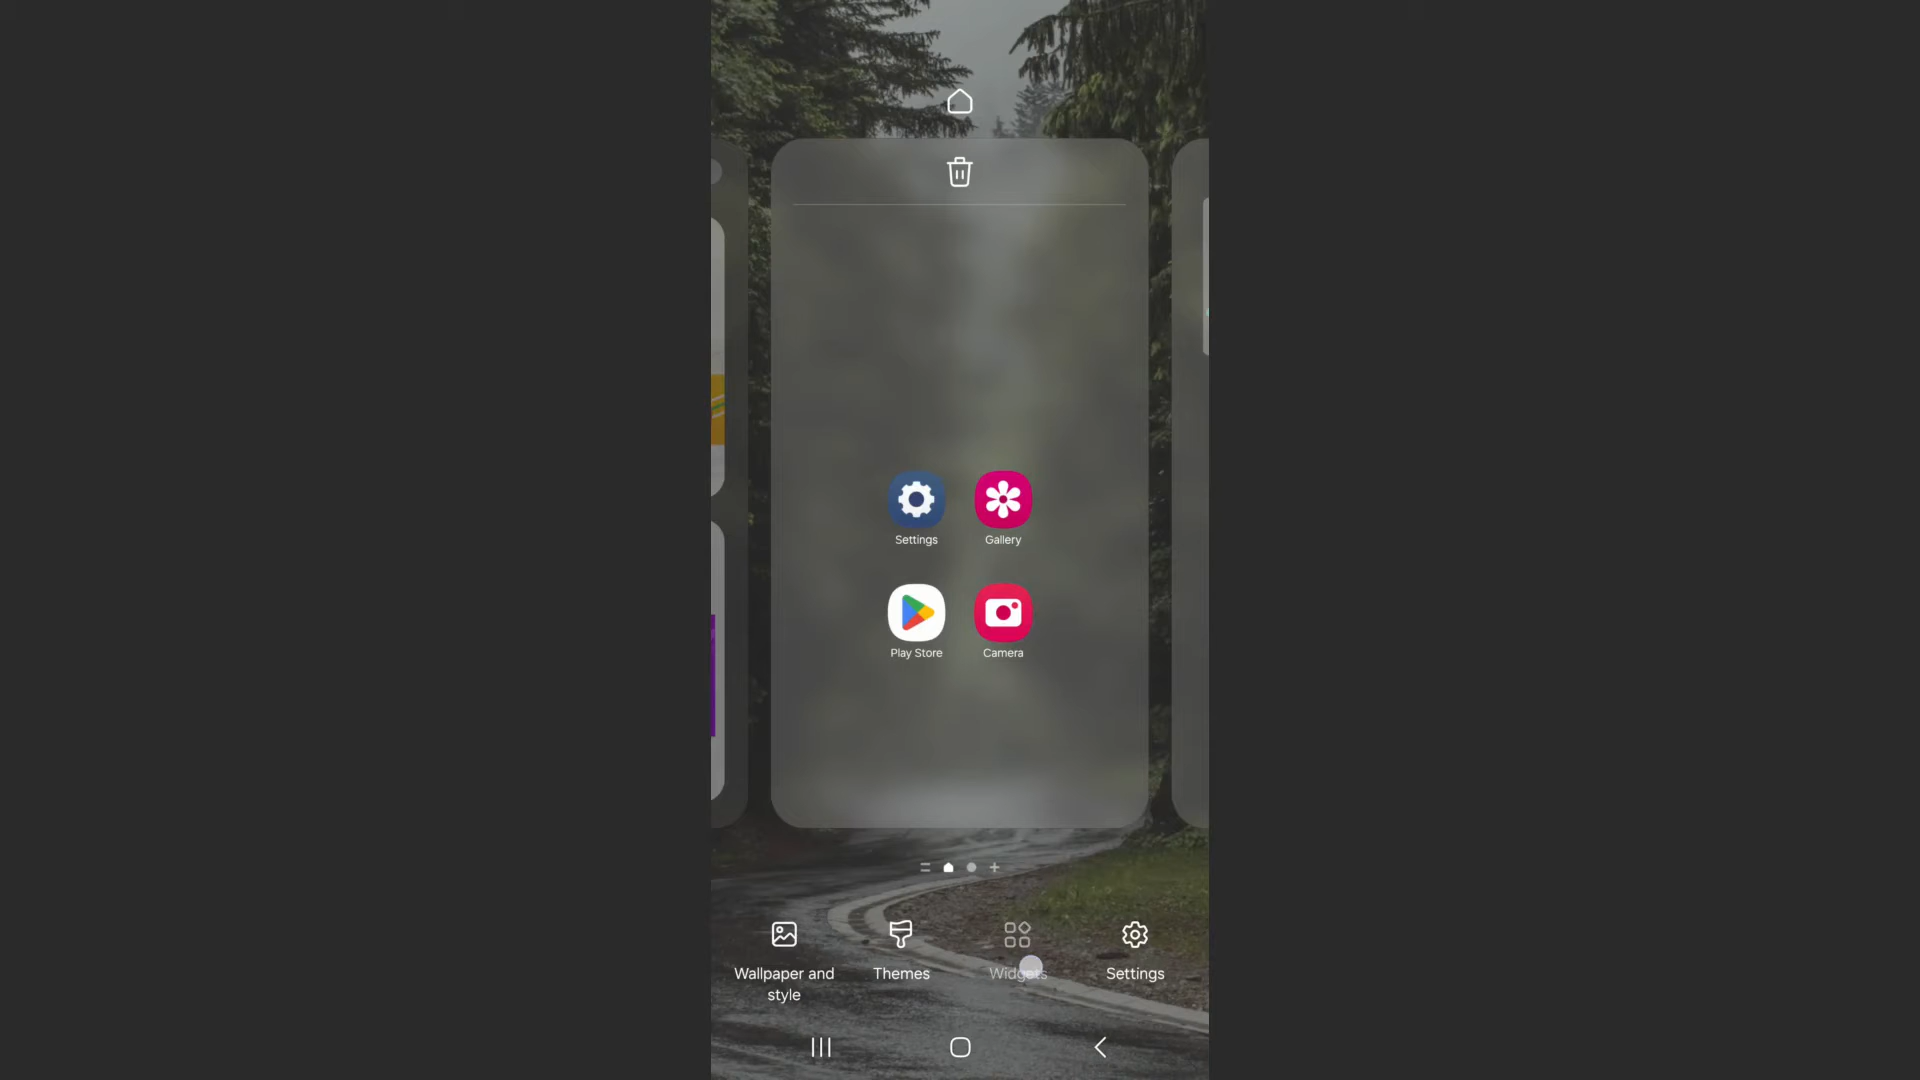 Settings
Gallery
Play Store
Camera
Wallpaper and
style
Themes
Widgets
Settings